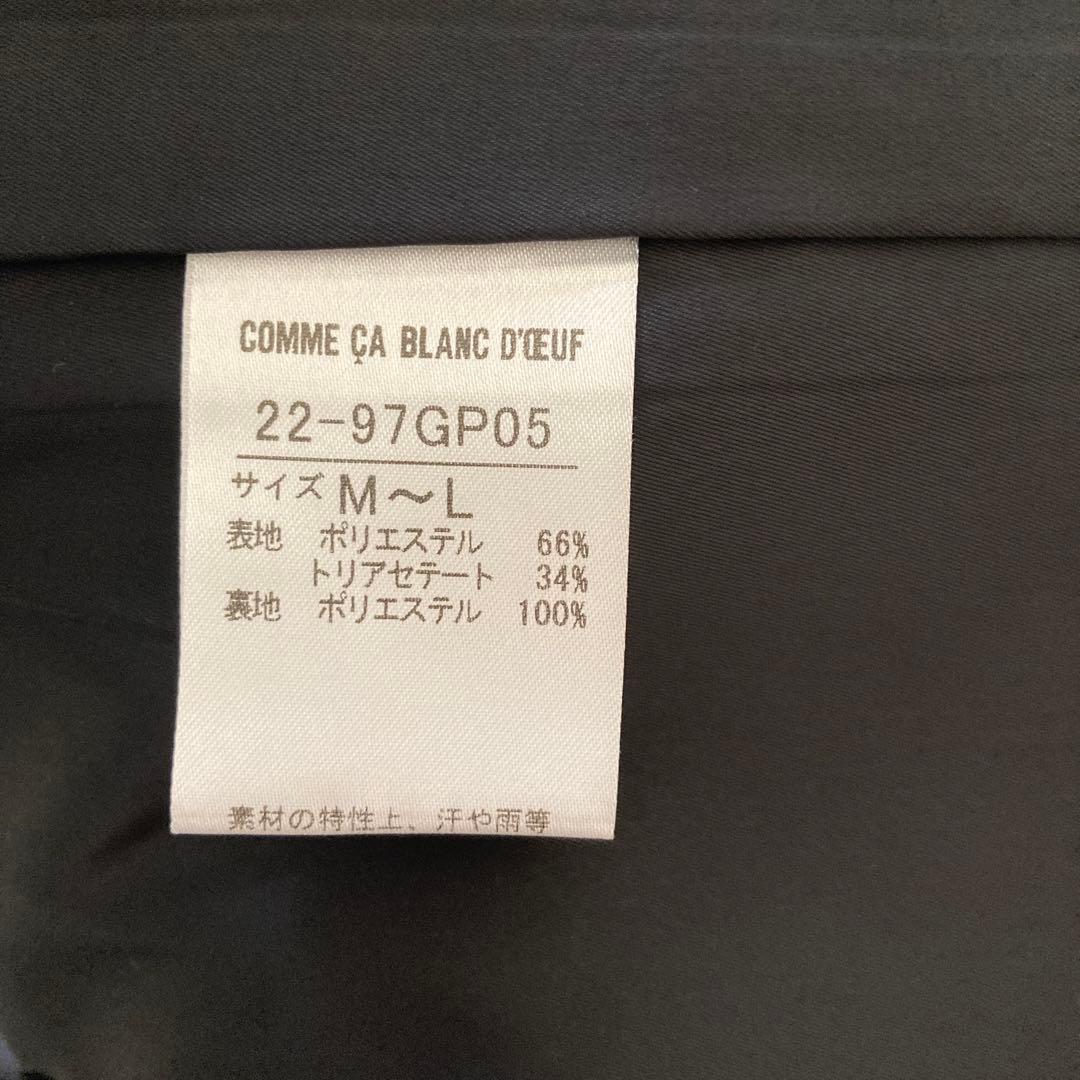 COMME ÇA BLANC D'ŒUF
22-97GP05
サイズ M～L
表地 ポリエステル 66%
トリアセテート 34%
裏地 ポリエステル 100%
素材の特性上、汗や雨等